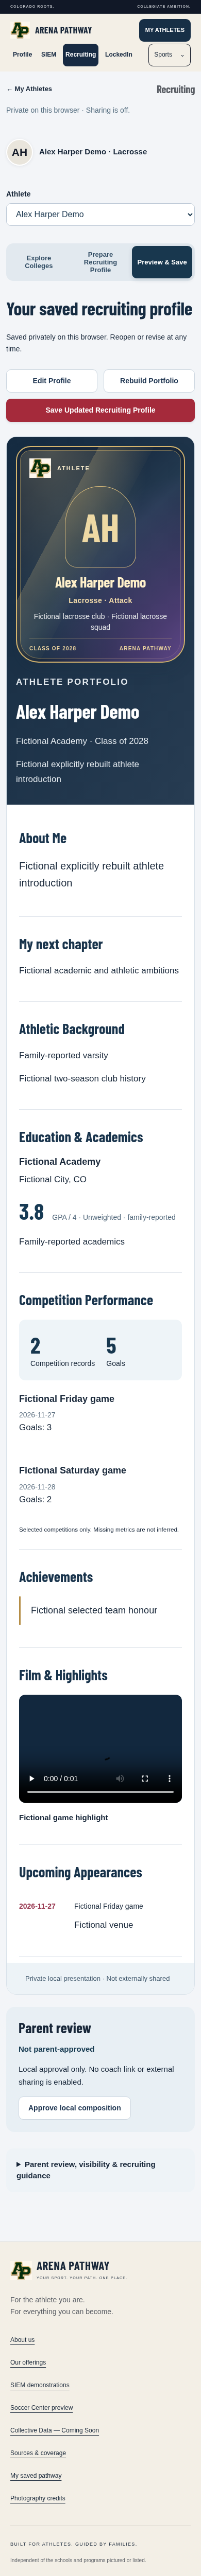 COLORADO ROOTS. COLLEGIATE AMBITION.
AP ARENA PATHWAY MY ATHLETES
Profile SIEM Recruiting LockedIn Sports
← My Athletes Recruiting
Private on this browser · Sharing is off.
AH Alex Harper Demo · Lacrosse
Athlete
Alex Harper Demo
Explore Colleges
Prepare Recruiting Profile
Preview & Save
Your saved recruiting profile
Saved privately on this browser. Reopen or revise at any
time.
Edit Profile Rebuild Portfolio
Save Updated Recruiting Profile
AP ATHLETE
AH
Alex Harper Demo
Lacrosse · Attack
Fictional lacrosse club · Fictional lacrosse
squad
CLASS OF 2028 ARENA PATHWAY
ATHLETE PORTFOLIO
Alex Harper Demo
Fictional Academy · Class of 2028
Fictional explicitly rebuilt athlete
introduction
About Me
Fictional explicitly rebuilt athlete
introduction
My next chapter
Fictional academic and athletic ambitions
Athletic Background
Family-reported varsity
Fictional two-season club history
Education & Academics
Fictional Academy
Fictional City, CO
3.8 GPA / 4 · Unweighted · family-reported
Family-reported academics
Competition Performance
2 5
Competition records Goals
Fictional Friday game
2026-11-27
Goals: 3
Fictional Saturday game
2026-11-28
Goals: 2
Selected competitions only. Missing metrics are not inferred.
Achievements
Fictional selected team honour
Film & Highlights
0:00 / 0:01
Fictional game highlight
Upcoming Appearances
2026-11-27 Fictional Friday game
Fictional venue
Private local presentation · Not externally shared
Parent review
Not parent-approved
Local approval only. No coach link or external
sharing is enabled.
Approve local composition
Parent review, visibility & recruiting
guidance
AP ARENA PATHWAY
YOUR SPORT. YOUR PATH. ONE PLACE.
For the athlete you are.
For everything you can become.
About us
Our offerings
SIEM demonstrations
Soccer Center preview
Collective Data — Coming Soon
Sources & coverage
My saved pathway
Photography credits
BUILT FOR ATHLETES. GUIDED BY FAMILIES.
Independent of the schools and programs pictured or listed.